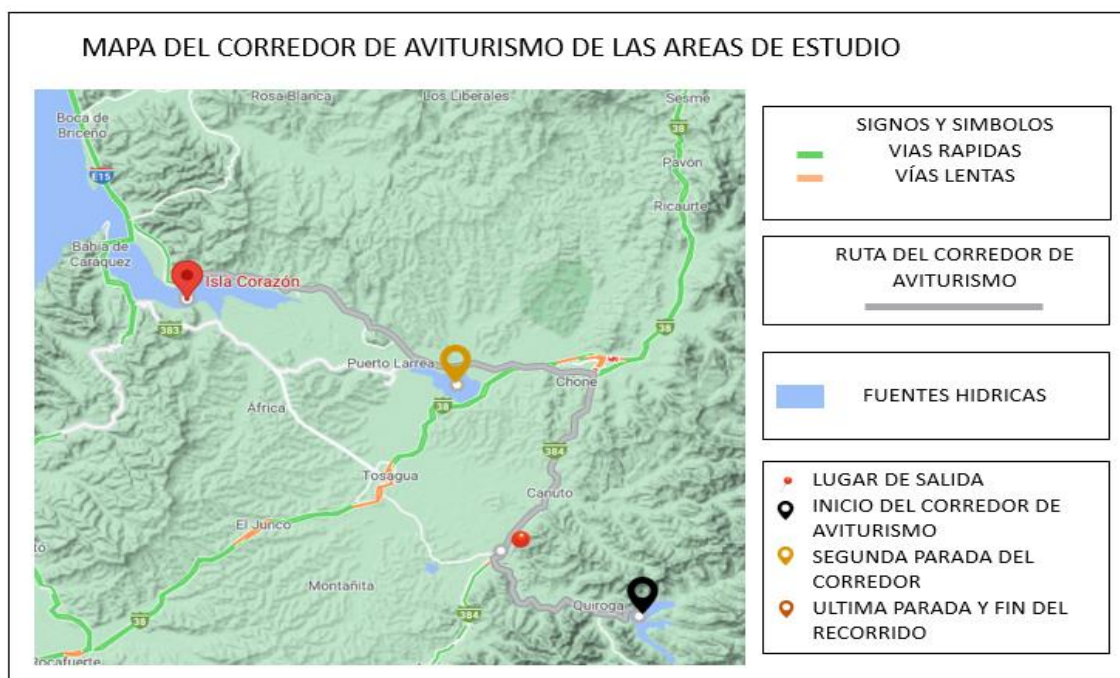 MAPA DEL CORREDOR DE AVITURISMO DE LAS AREAS DE ESTUDIO
Rosa Blanca
Los Liberales
Sesme
Boca de
Briceño
38
Pavón
E15
Ricaurte
Bahía de
Caráquez
Isla Corazón
383
38
Puerto Larrea
Chone
África
38
384
Tosagua
Canuto
El Junco
Montañita
Quiroga
38
384
Rocafuerte
SIGNOS Y SIMBOLOS
VIAS RAPIDAS
VÍAS LENTAS
RUTA DEL CORREDOR DE
AVITURISMO
FUENTES HIDRICAS
LUGAR DE SALIDA
INICIO DEL CORREDOR DE
AVITURISMO
SEGUNDA PARADA DEL
CORREDOR
ULTIMA PARADA Y FIN DEL
RECORRIDO